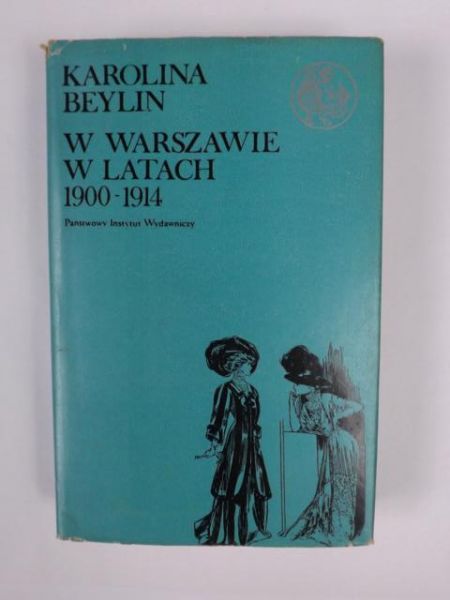 KAROLINA
BEYLIN
W WARSZAWIE
W LATACH
1900-1914
Państwowy Instytut Wydawniczy